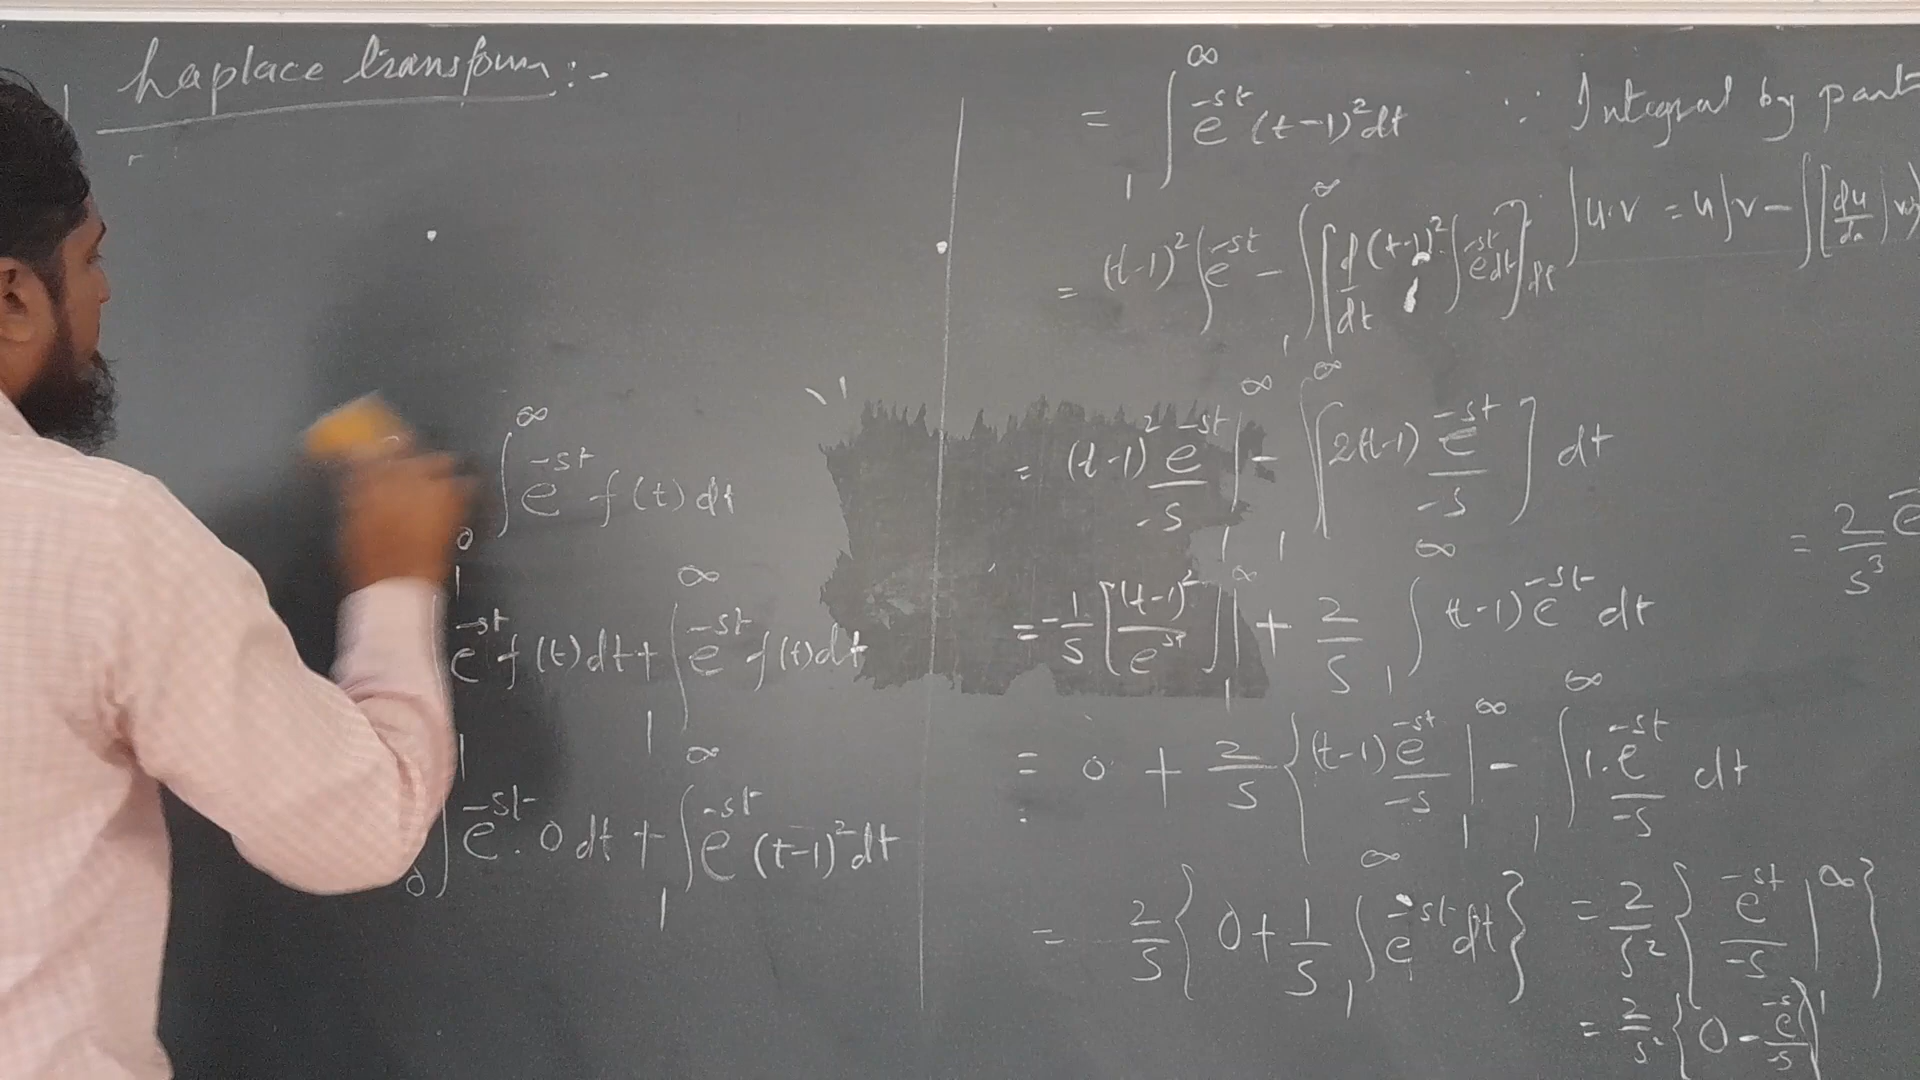 Laplace transform :-
∫₀^∞ e^{-st} f(t) dt
∫^1 e^{-st} f(t) dt + ∫₁^∞ e^{-st} f(t) dt
∫₀^1 e^{-st} . 0 dt + ∫₁^∞ e^{-st} (t-1)² dt
= ∫₁^∞ e^{-st} (t-1)² dt ∵ Integral by part
= (t-1)² ∫ e^{-st} - ∫₁^∞ [d/dt (t-1)² ∫ e^{-st} dt] dt
∫ u.v = u∫v - ∫[du/dx ∫
= (t-1)² e^{-st}/-s |₁^∞ - ∫₁^∞ [2(t-1) e^{-st}/-s] dt
= -1/s [(t-1)²/e^{st}] |₁^∞ + 2/s ∫₁^∞ (t-1) e^{-st} dt
= 0 + 2/s { (t-1) e^{-st}/-s |₁^∞ - ∫₁^∞ 1. e^{-st}/-s dt
= 2/s { 0 + 1/s ∫₁^∞ e^{-st} dt }
= 2/s² { e^{-st}/-s |₁^∞ }
= 2/s² { 0 - e^{-s}/-s }
= 2/s³ e